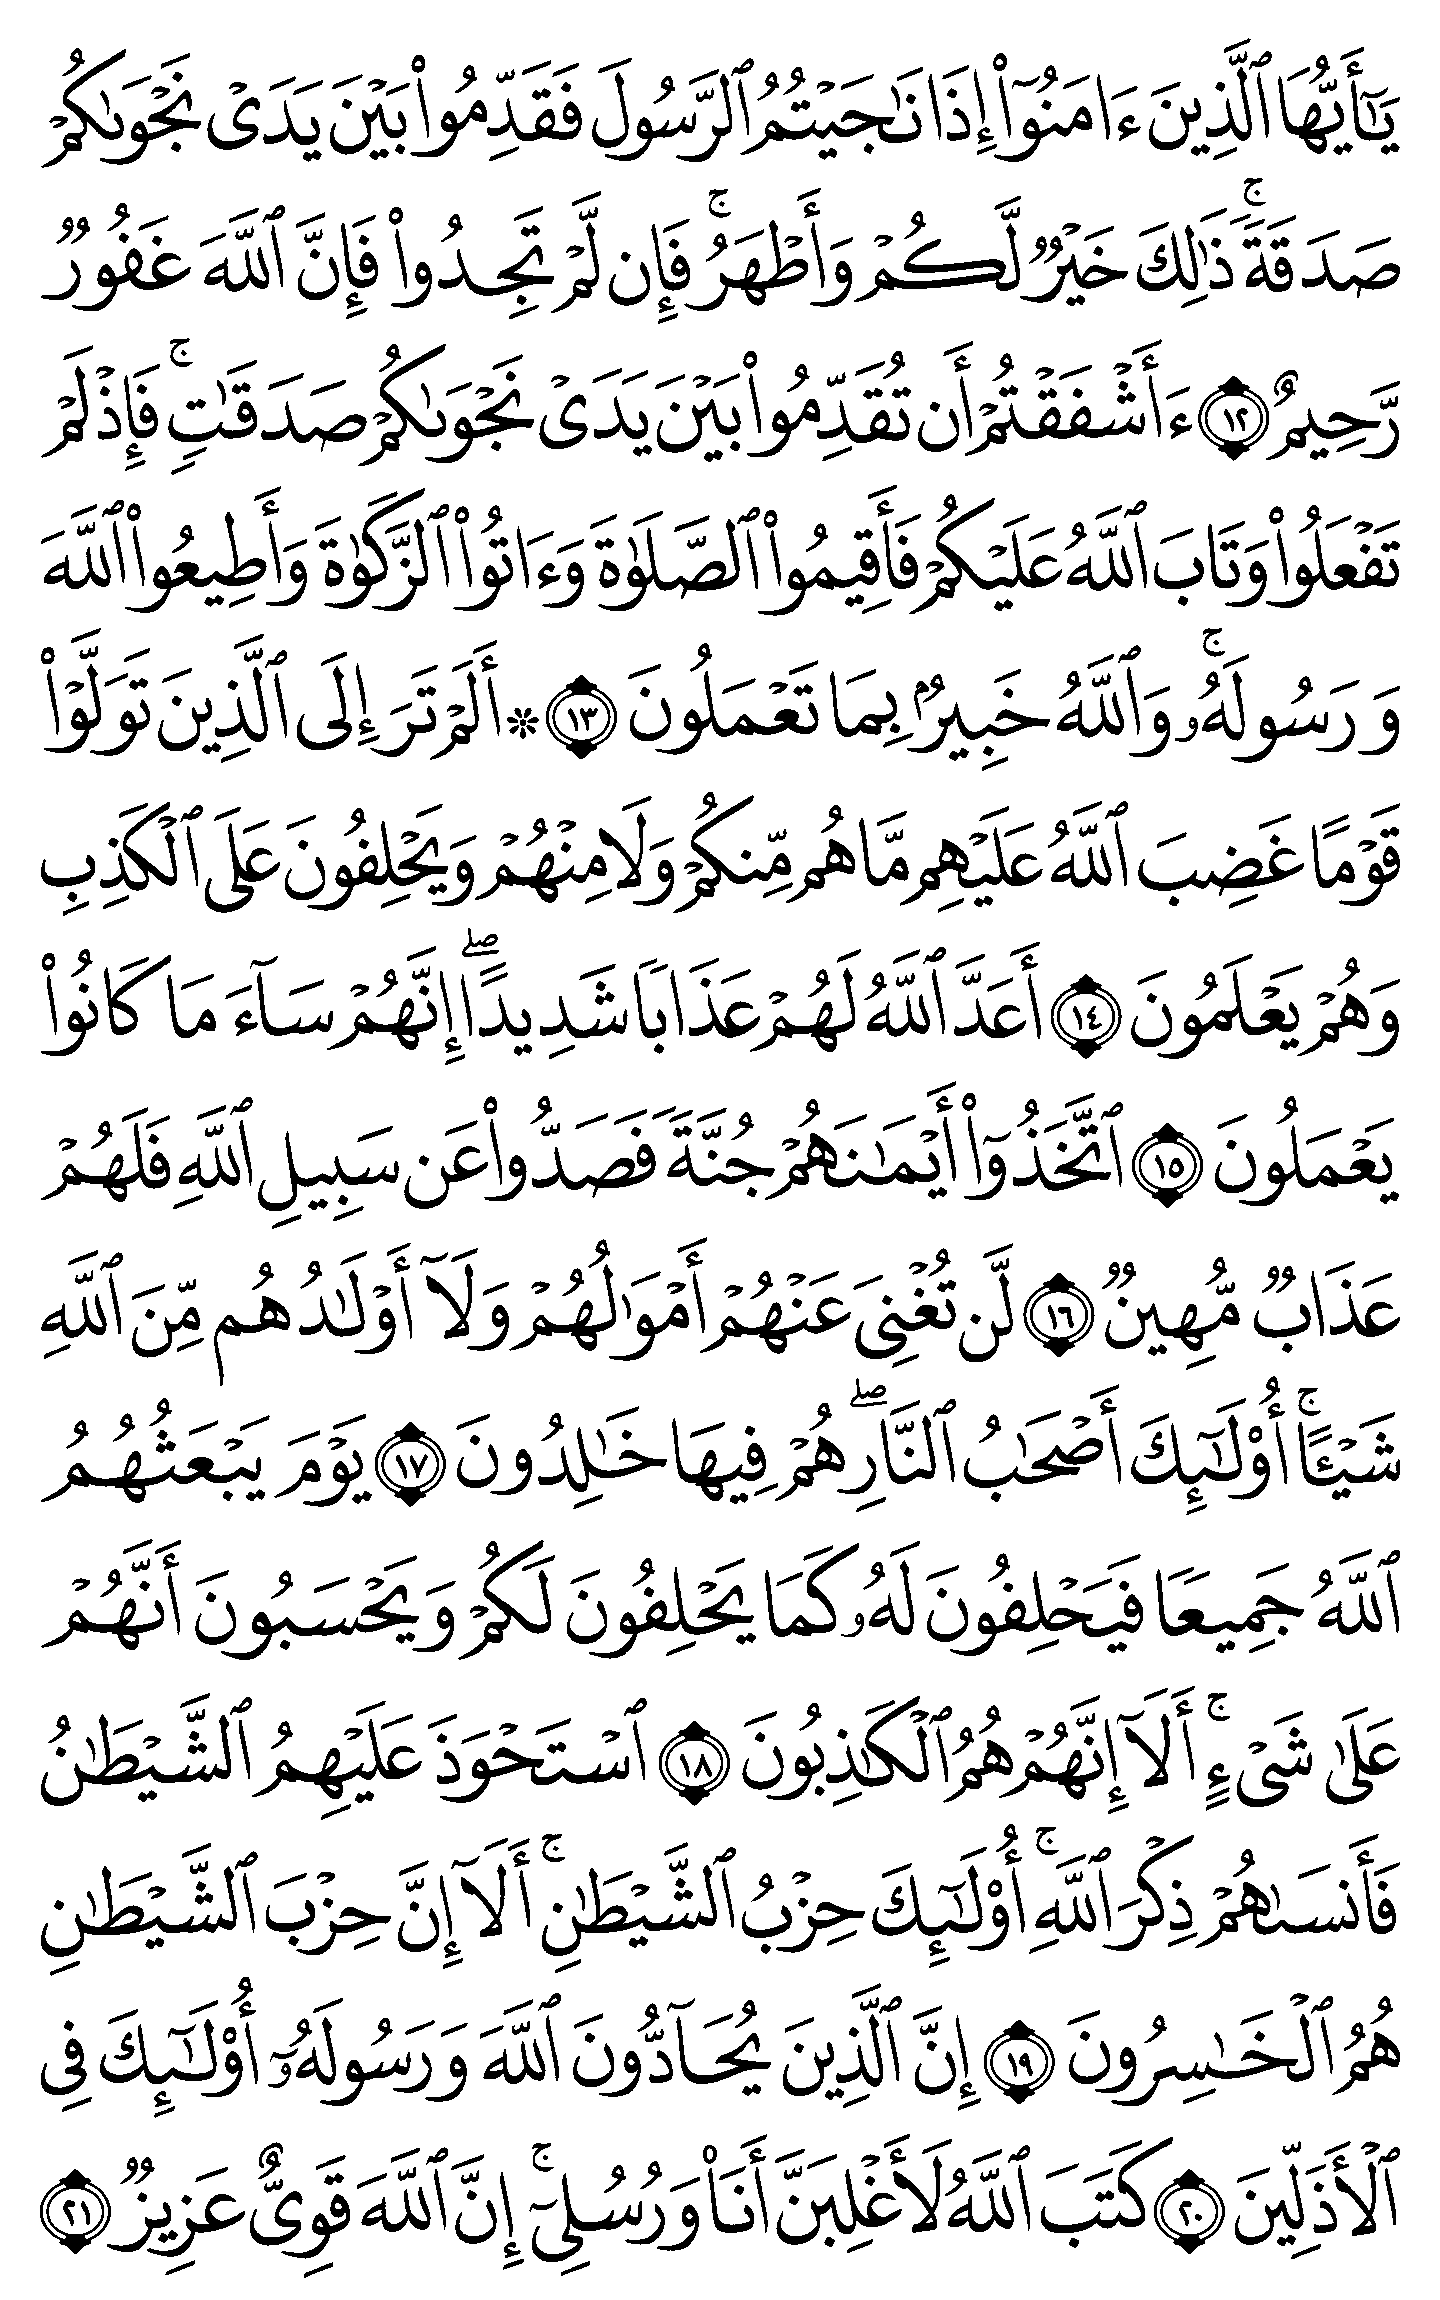 يَٰٓأَيُّهَا ٱلَّذِينَ ءَامَنُوٓا۟ إِذَا نَٰجَيْتُمُ ٱلرَّسُولَ فَقَدِّمُوا۟ بَيْنَ يَدَىْ نَجْوَىٰكُمْ
صَدَقَةً ۚ ذَٰلِكَ خَيْرٌ لَّكُمْ وَأَطْهَرُ ۚ فَإِن لَّمْ تَجِدُوا۟ فَإِنَّ ٱللَّهَ غَفُورٌ
رَّحِيمٌ ١٢ ءَأَشْفَقْتُمْ أَن تُقَدِّمُوا۟ بَيْنَ يَدَىْ نَجْوَىٰكُمْ صَدَقَٰتٍ ۚ فَإِذْ لَمْ
تَفْعَلُوا۟ وَتَابَ ٱللَّهُ عَلَيْكُمْ فَأَقِيمُوا۟ ٱلصَّلَوٰةَ وَءَاتُوا۟ ٱلزَّكَوٰةَ وَأَطِيعُوا۟ ٱللَّهَ
وَرَسُولَهُۥ ۚ وَٱللَّهُ خَبِيرٌۢ بِمَا تَعْمَلُونَ ١٣ ۞ أَلَمْ تَرَ إِلَى ٱلَّذِينَ تَوَلَّوْا۟
قَوْمًا غَضِبَ ٱللَّهُ عَلَيْهِم مَّا هُم مِّنكُمْ وَلَا مِنْهُمْ وَيَحْلِفُونَ عَلَى ٱلْكَذِبِ
وَهُمْ يَعْلَمُونَ ١٤ أَعَدَّ ٱللَّهُ لَهُمْ عَذَابًا شَدِيدًا ۖ إِنَّهُمْ سَآءَ مَا كَانُوا۟
يَعْمَلُونَ ١٥ ٱتَّخَذُوٓا۟ أَيْمَٰنَهُمْ جُنَّةً فَصَدُّوا۟ عَن سَبِيلِ ٱللَّهِ فَلَهُمْ
عَذَابٌ مُّهِينٌ ١٦ لَّن تُغْنِىَ عَنْهُمْ أَمْوَٰلُهُمْ وَلَآ أَوْلَٰدُهُم مِّنَ ٱللَّهِ
شَيْـًٔا ۚ أُو۟لَٰٓئِكَ أَصْحَٰبُ ٱلنَّارِ ۖ هُمْ فِيهَا خَٰلِدُونَ ١٧ يَوْمَ يَبْعَثُهُمُ
ٱللَّهُ جَمِيعًا فَيَحْلِفُونَ لَهُۥ كَمَا يَحْلِفُونَ لَكُمْ وَيَحْسَبُونَ أَنَّهُمْ
عَلَىٰ شَىْءٍ ۚ أَلَآ إِنَّهُمْ هُمُ ٱلْكَٰذِبُونَ ١٨ ٱسْتَحْوَذَ عَلَيْهِمُ ٱلشَّيْطَٰنُ
فَأَنسَىٰهُمْ ذِكْرَ ٱللَّهِ ۚ أُو۟لَٰٓئِكَ حِزْبُ ٱلشَّيْطَٰنِ ۚ أَلَآ إِنَّ حِزْبَ ٱلشَّيْطَٰنِ
هُمُ ٱلْخَٰسِرُونَ ١٩ إِنَّ ٱلَّذِينَ يُحَآدُّونَ ٱللَّهَ وَرَسُولَهُۥٓ أُو۟لَٰٓئِكَ فِى
ٱلْأَذَلِّينَ ٢٠ كَتَبَ ٱللَّهُ لَأَغْلِبَنَّ أَنَا۠ وَرُسُلِىٓ ۚ إِنَّ ٱللَّهَ قَوِىٌّ عَزِيزٌ ٢١